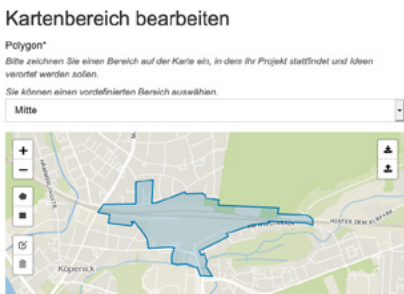 Kartenbereich bearbeiten
Polygon*
Bitte zeichnen Sie einen Bereich auf der Karte ein, in dem Ihr Projekt stattfindet und Ideen
verortet werden sollen.
Sie können einen vordefinierten Bereich auswählen.
Mitte
+
−
HINTER DEM KURPARK
Köpenick